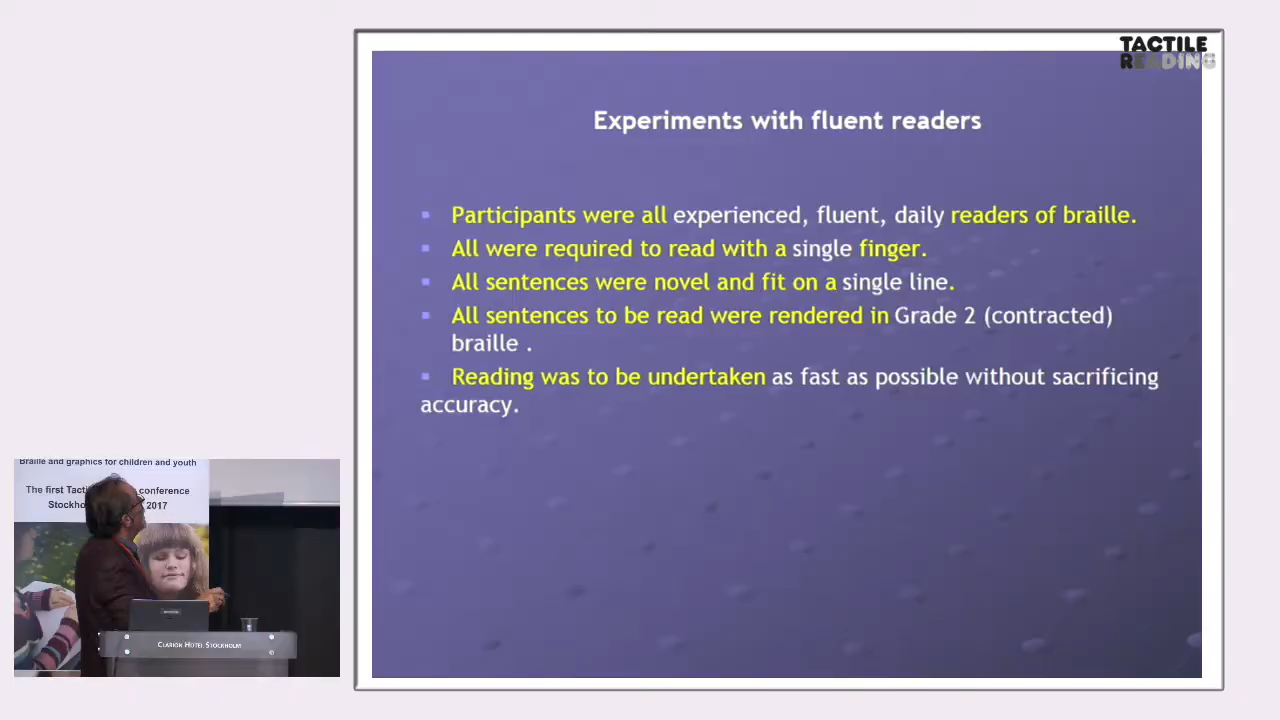 TACTILE
READING
Experiments with fluent readers
▪ Participants were all experienced, fluent, daily readers of braille.
▪ All were required to read with a single finger.
▪ All sentences were novel and fit on a single line.
▪ All sentences to be read were rendered in Grade 2 (contracted)
braille .
▪ Reading was to be undertaken as fast as possible without sacrificing
accuracy.
Braille and graphics for children and youth
The first Tacti conference
Stockho 2017
CLARION HOTEL STOCKHOLM